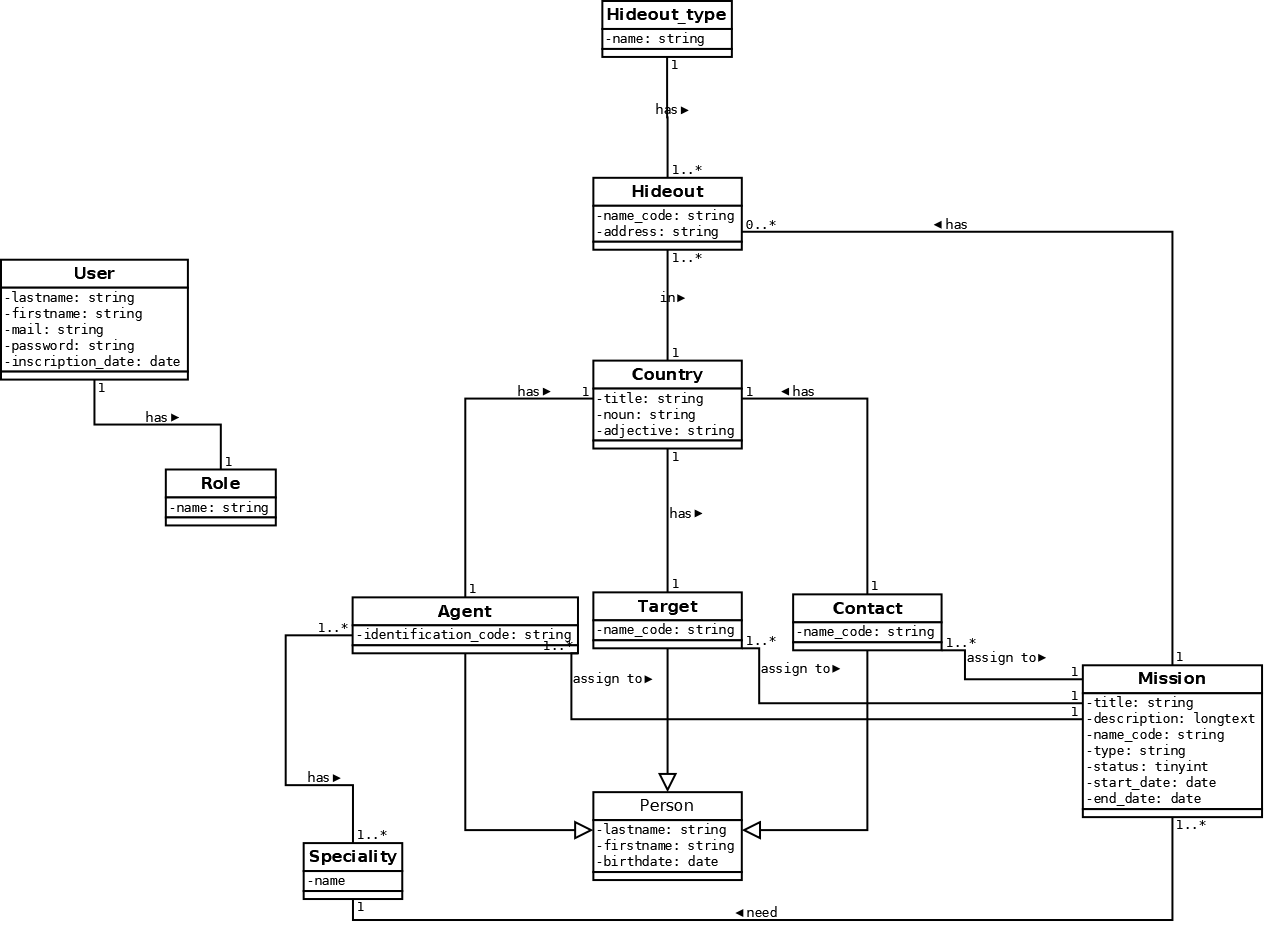 Hideout_type
-name: string
1
has►
1..*
Hideout
-name_code: string
-address: string
0..*
◄has
1..*
in►
1
User
-lastname: string
-firstname: string
-mail: string
-password: string
-inscription_date: date
1
has►
1
Role
-name: string
Country
-title: string
-noun: string
-adjective: string
has►
1
1
◄has
1
has►
1
1
1
Agent
-identification_code: string
1..*
1..*
assign to►
Target
-name_code: string
1..*
assign to►
Contact
-name_code: string
1..*
assign to►
1
1
1
1
Mission
-title: string
-description: longtext
-name_code: string
-type: string
-status: tinyint
-start_date: date
-end_date: date
1..*
Person
-lastname: string
-firstname: string
-birthdate: date
has►
1..*
Speciality
-name
1
◄need